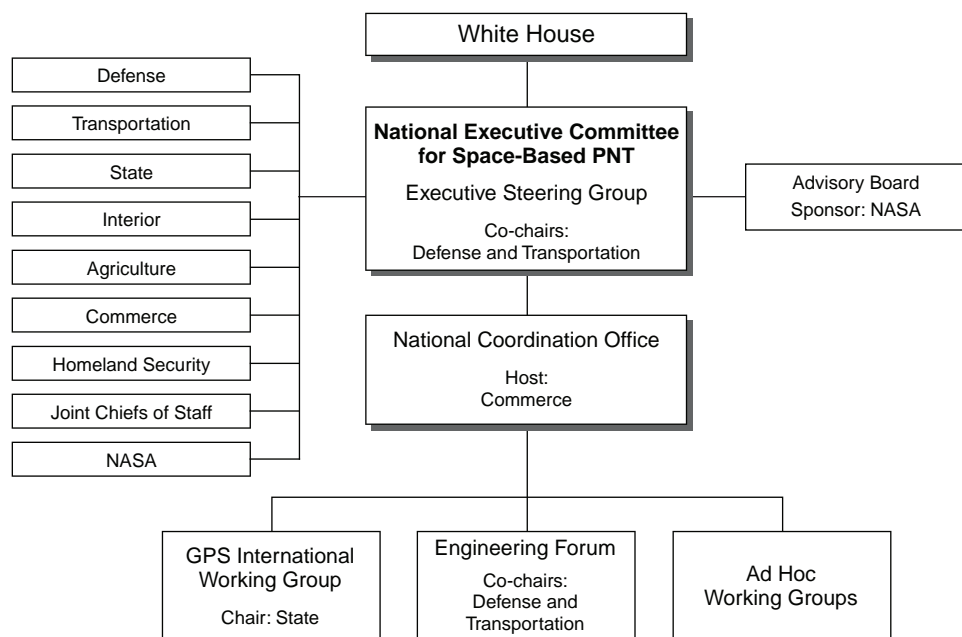 White House
Defense
Transportation
State
Interior
Agriculture
Commerce
Homeland Security
Joint Chiefs of Staff
NASA
National Executive Committee
for Space-Based PNT
Executive Steering Group
Co-chairs:
Defense and Transportation
Advisory Board
Sponsor: NASA
National Coordination Office
Host:
Commerce
GPS International
Working Group
Chair: State
Engineering Forum
Co-chairs:
Defense and
Transportation
Ad Hoc
Working Groups